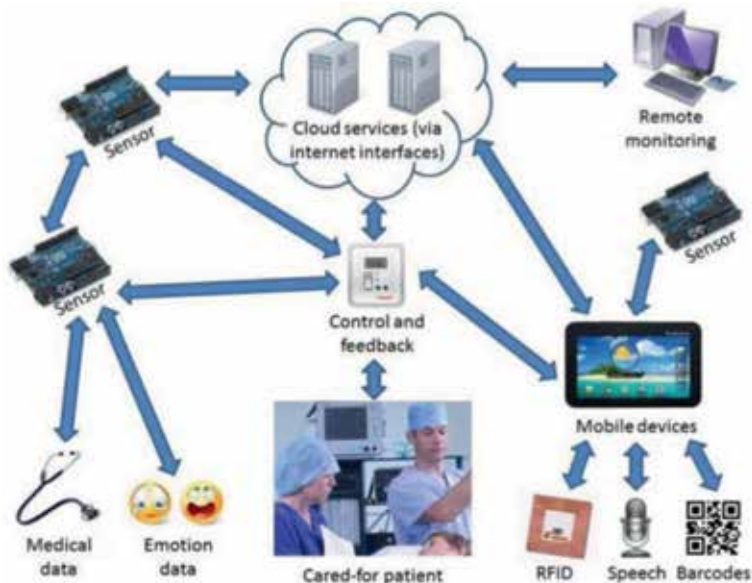 Sensor
Cloud services (via
internet interfaces)
Remote
monitoring
Sensor
Sensor
Control and
feedback
Mobile devices
Medical
data
Emotion
data
Cared-for patient
RFID
Speech
Barcodes